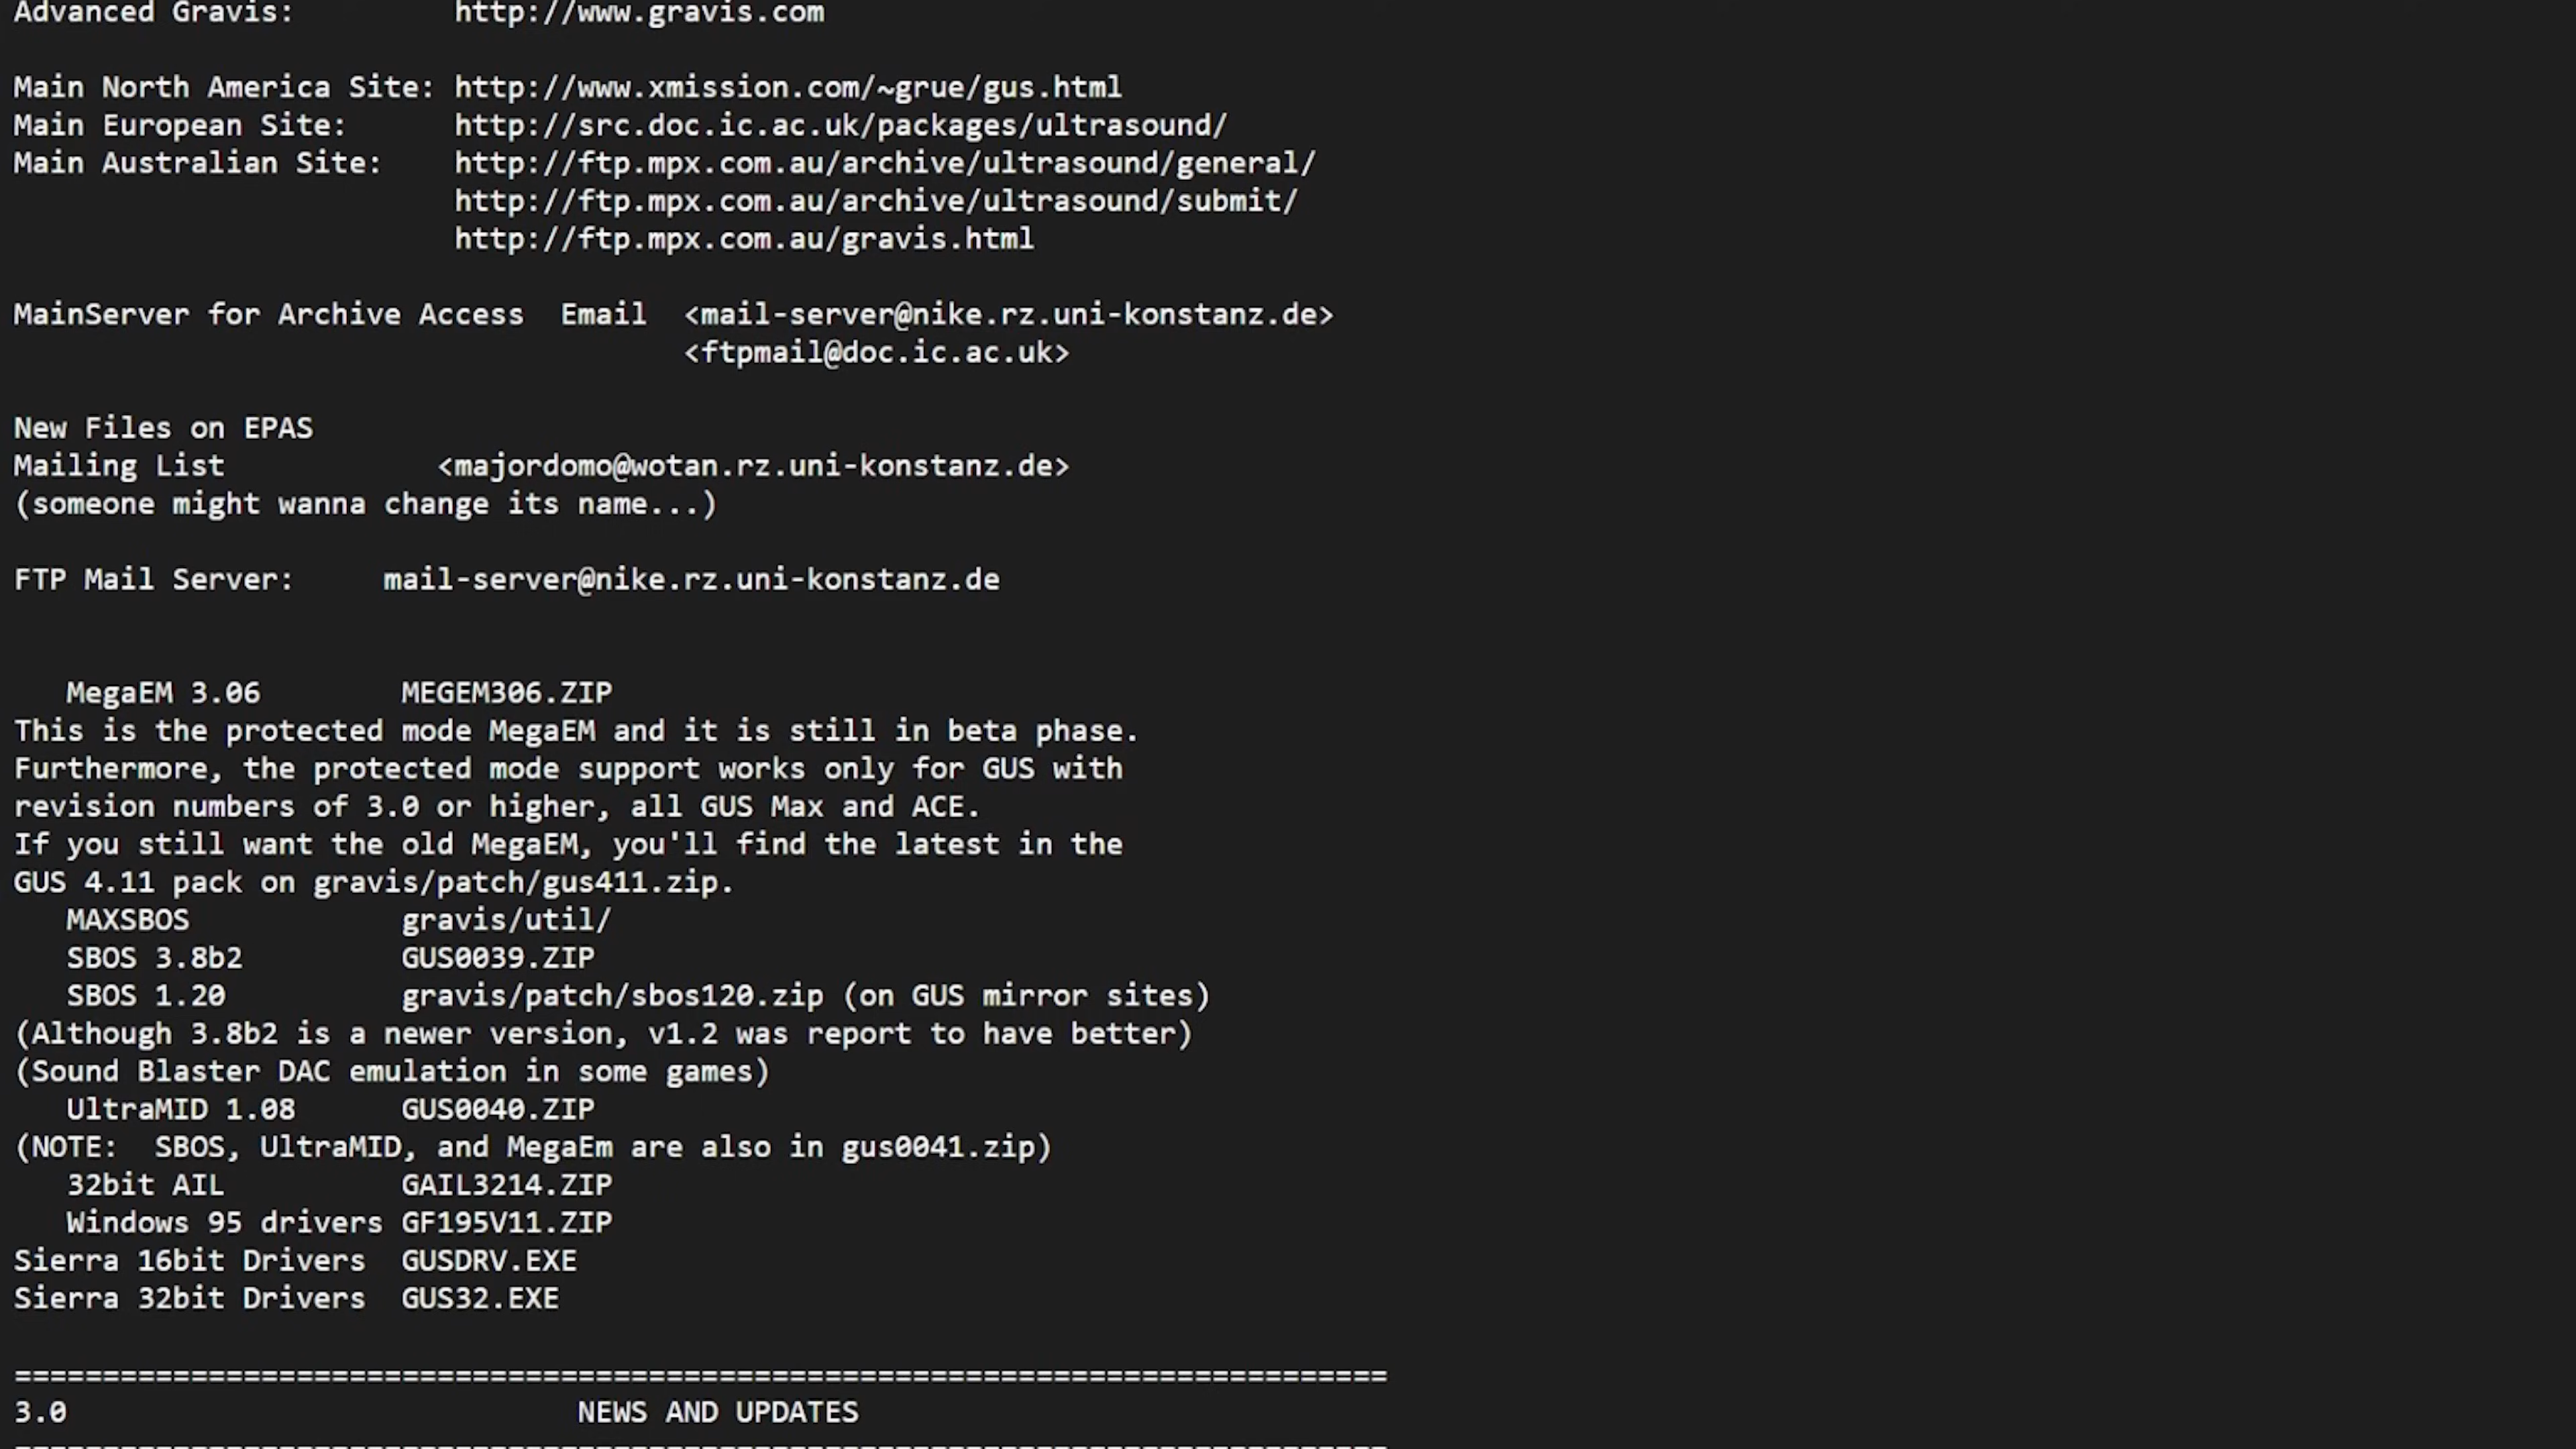 Advanced Gravis:          http://www.gravis.com
Main North America Site: http://www.xmission.com/~grue/gus.html
Main European Site:       http://src.doc.ic.ac.uk/packages/ultrasound/
Main Australian Site:     http://ftp.mpx.com.au/archive/ultrasound/general/
                          http://ftp.mpx.com.au/archive/ultrasound/submit/
                          http://ftp.mpx.com.au/gravis.html
MainServer for Archive Access  Email  <mail-server@nike.rz.uni-konstanz.de>
                                      <ftpmail@doc.ic.ac.uk>
New Files on EPAS
Mailing List            <majordomo@wotan.rz.uni-konstanz.de>
(someone might wanna change its name...)
FTP Mail Server:     mail-server@nike.rz.uni-konstanz.de
   MegaEM 3.06        MEGEM306.ZIP
This is the protected mode MegaEM and it is still in beta phase.
Furthermore, the protected mode support works only for GUS with
revision numbers of 3.0 or higher, all GUS Max and ACE.
If you still want the old MegaEM, you'll find the latest in the
GUS 4.11 pack on gravis/patch/gus411.zip.
   MAXSBOS            gravis/util/
   SBOS 3.8b2         GUS0039.ZIP
   SBOS 1.20          gravis/patch/sbos120.zip (on GUS mirror sites)
(Although 3.8b2 is a newer version, v1.2 was report to have better)
(Sound Blaster DAC emulation in some games)
   UltraMID 1.08      GUS0040.ZIP
(NOTE:  SBOS, UltraMID, and MegaEm are also in gus0041.zip)
   32bit AIL          GAIL3214.ZIP
   Windows 95 drivers GF195V11.ZIP
Sierra 16bit Drivers  GUSDRV.EXE
Sierra 32bit Drivers  GUS32.EXE
==============================================================================
3.0                             NEWS AND UPDATES
==============================================================================